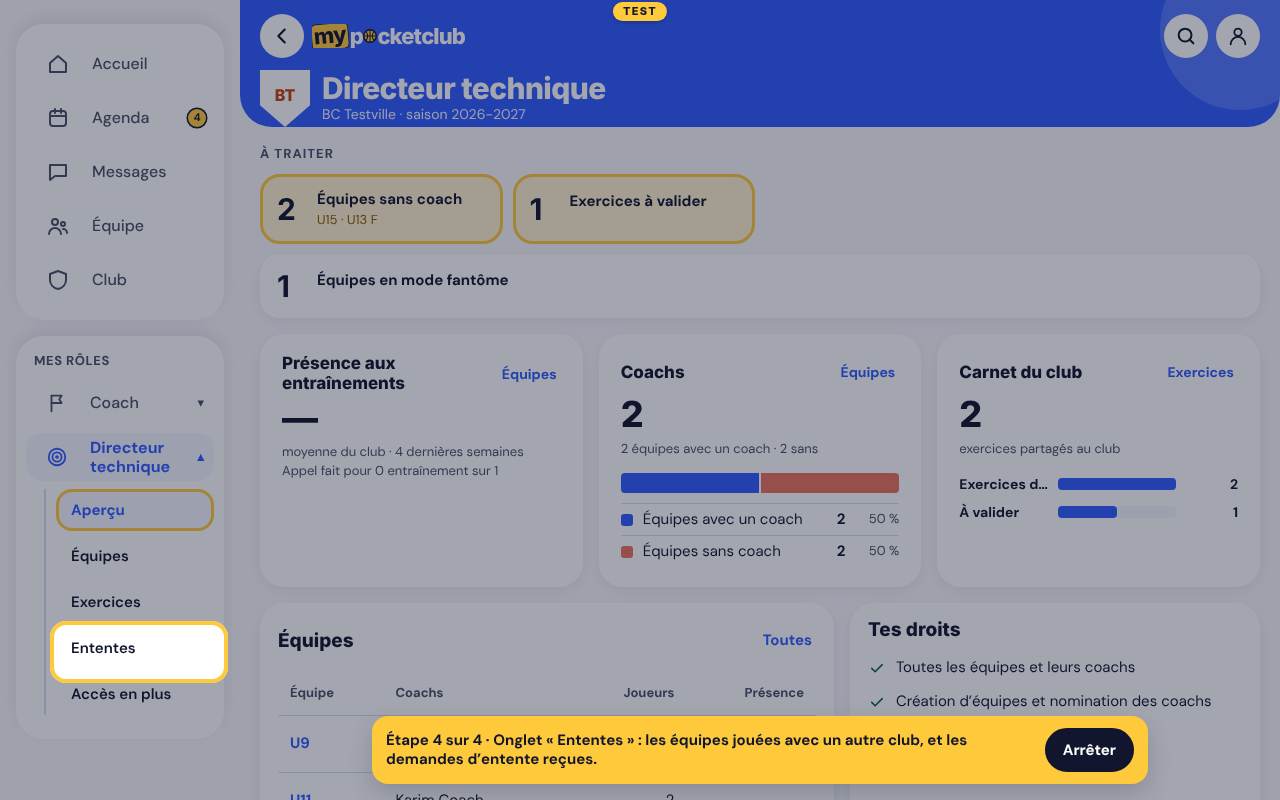 TEST
Accueil
Agenda
4
Messages
Équipe
Club
MES RÔLES
Coach
Directeur
technique
Aperçu
Équipes
Exercices
Ententes
Accès en plus
my pocketclub
BT
Directeur technique
BC Testville · saison 2026-2027
À TRAITER
2
Équipes sans coach
U15 · U13 F
1
Exercices à valider
1
Équipes en mode fantôme
Présence aux
entraînements
Équipes
—
moyenne du club · 4 dernières semaines
Appel fait pour 0 entraînement sur 1
Coachs
Équipes
2
2 équipes avec un coach · 2 sans
Équipes avec un coach 2 50 %
Équipes sans coach 2 50 %
Carnet du club
Exercices
2
exercices partagés au club
Exercices d... 2
À valider 1
Équipes
Toutes
Équipe Coachs Joueurs Présence
U9
U11 Karim Coach 2
Tes droits
Toutes les équipes et leurs coachs
Création d’équipes et nomination des coachs
Étape 4 sur 4 · Onglet « Ententes » : les équipes jouées avec un autre club, et les
demandes d’entente reçues.
Arrêter